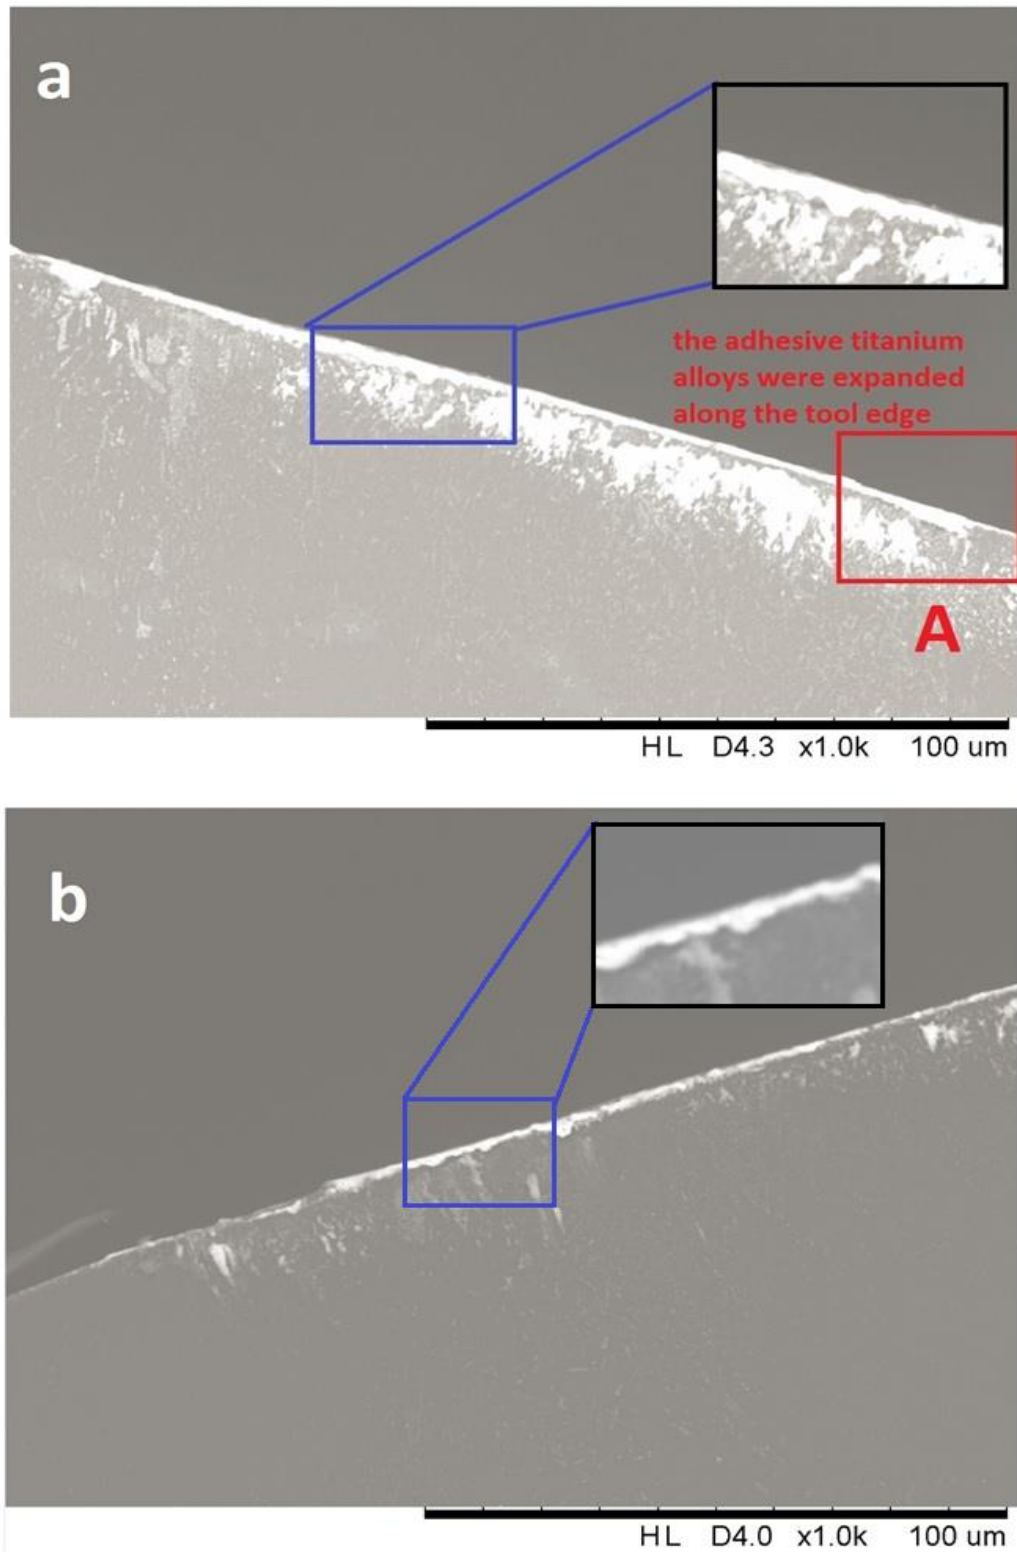 a
the adhesive titanium
alloys were expanded
along the tool edge
A
HL D4.3 x1.0k 100 um
b
HL D4.0 x1.0k 100 um